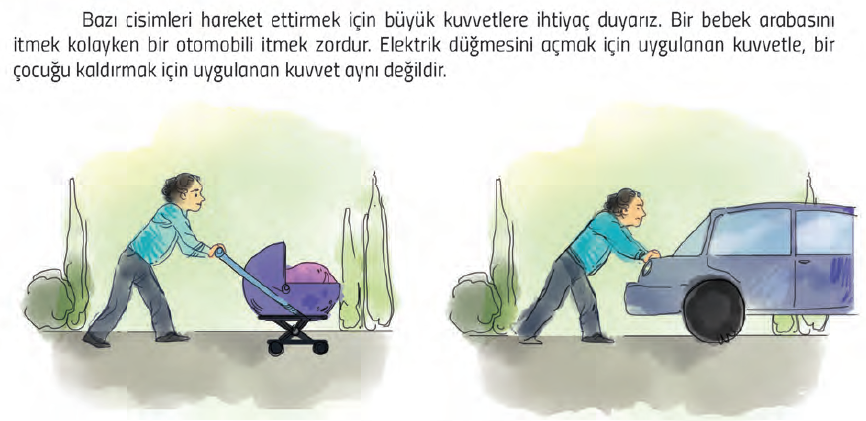 Bazı cisimleri hareket ettirmek için büyük kuvvetlere ihtiyaç duyarız. Bir bebek arabasını
itmek kolayken bir otomobili itmek zordur. Elektrik düğmesini açmak için uygulanan kuvvetle, bir
çocuğu kaldırmak için uygulanan kuvvet aynı değildir.